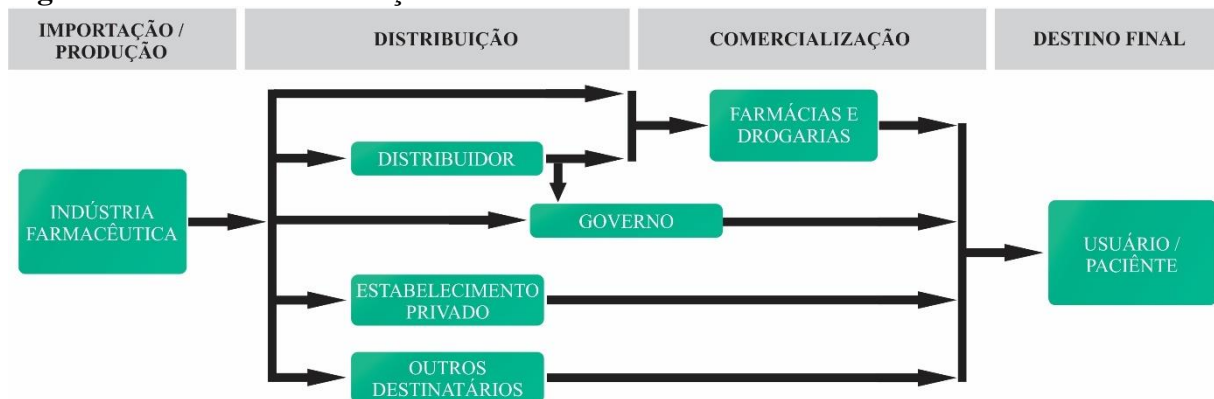 IMPORTAÇÃO /
PRODUÇÃO
DISTRIBUIÇÃO
COMERCIALIZAÇÃO
DESTINO FINAL
FARMÁCIAS E
DROGARIAS
DISTRIBUIDOR
INDÚSTRIA
FARMACÊUTICA
GOVERNO
USUÁRIO /
PACIÊNTE
ESTABELECIMENTO
PRIVADO
OUTROS
DESTINATÁRIOS